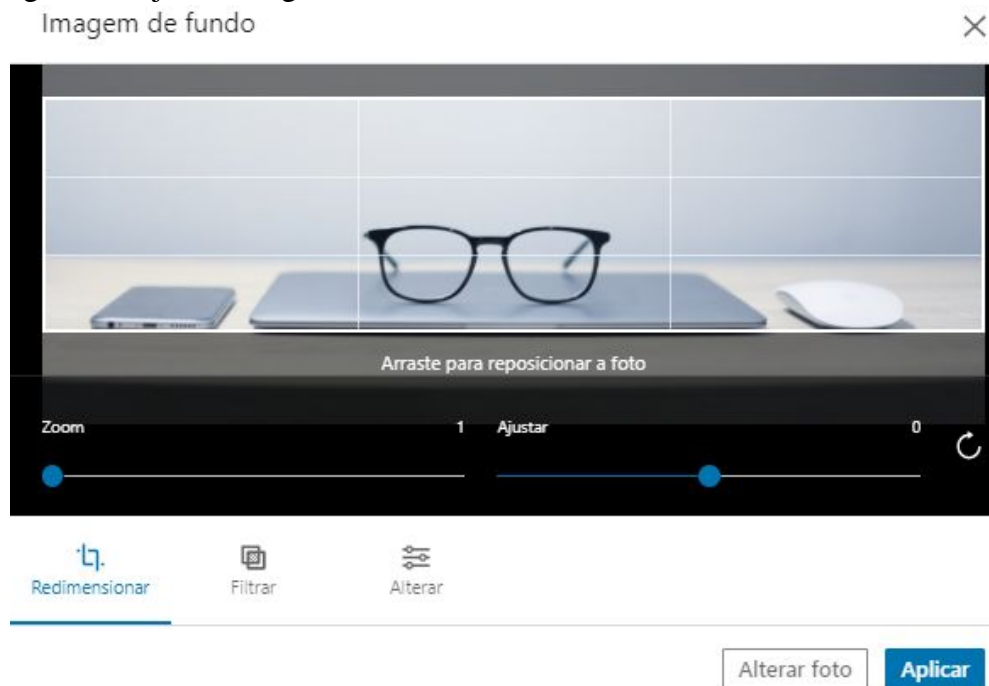 Imagem de fundo
Arraste para reposicionar a foto
Zoom 1 Ajustar 0
Redimensionar Filtrar Alterar
Alterar foto Aplicar